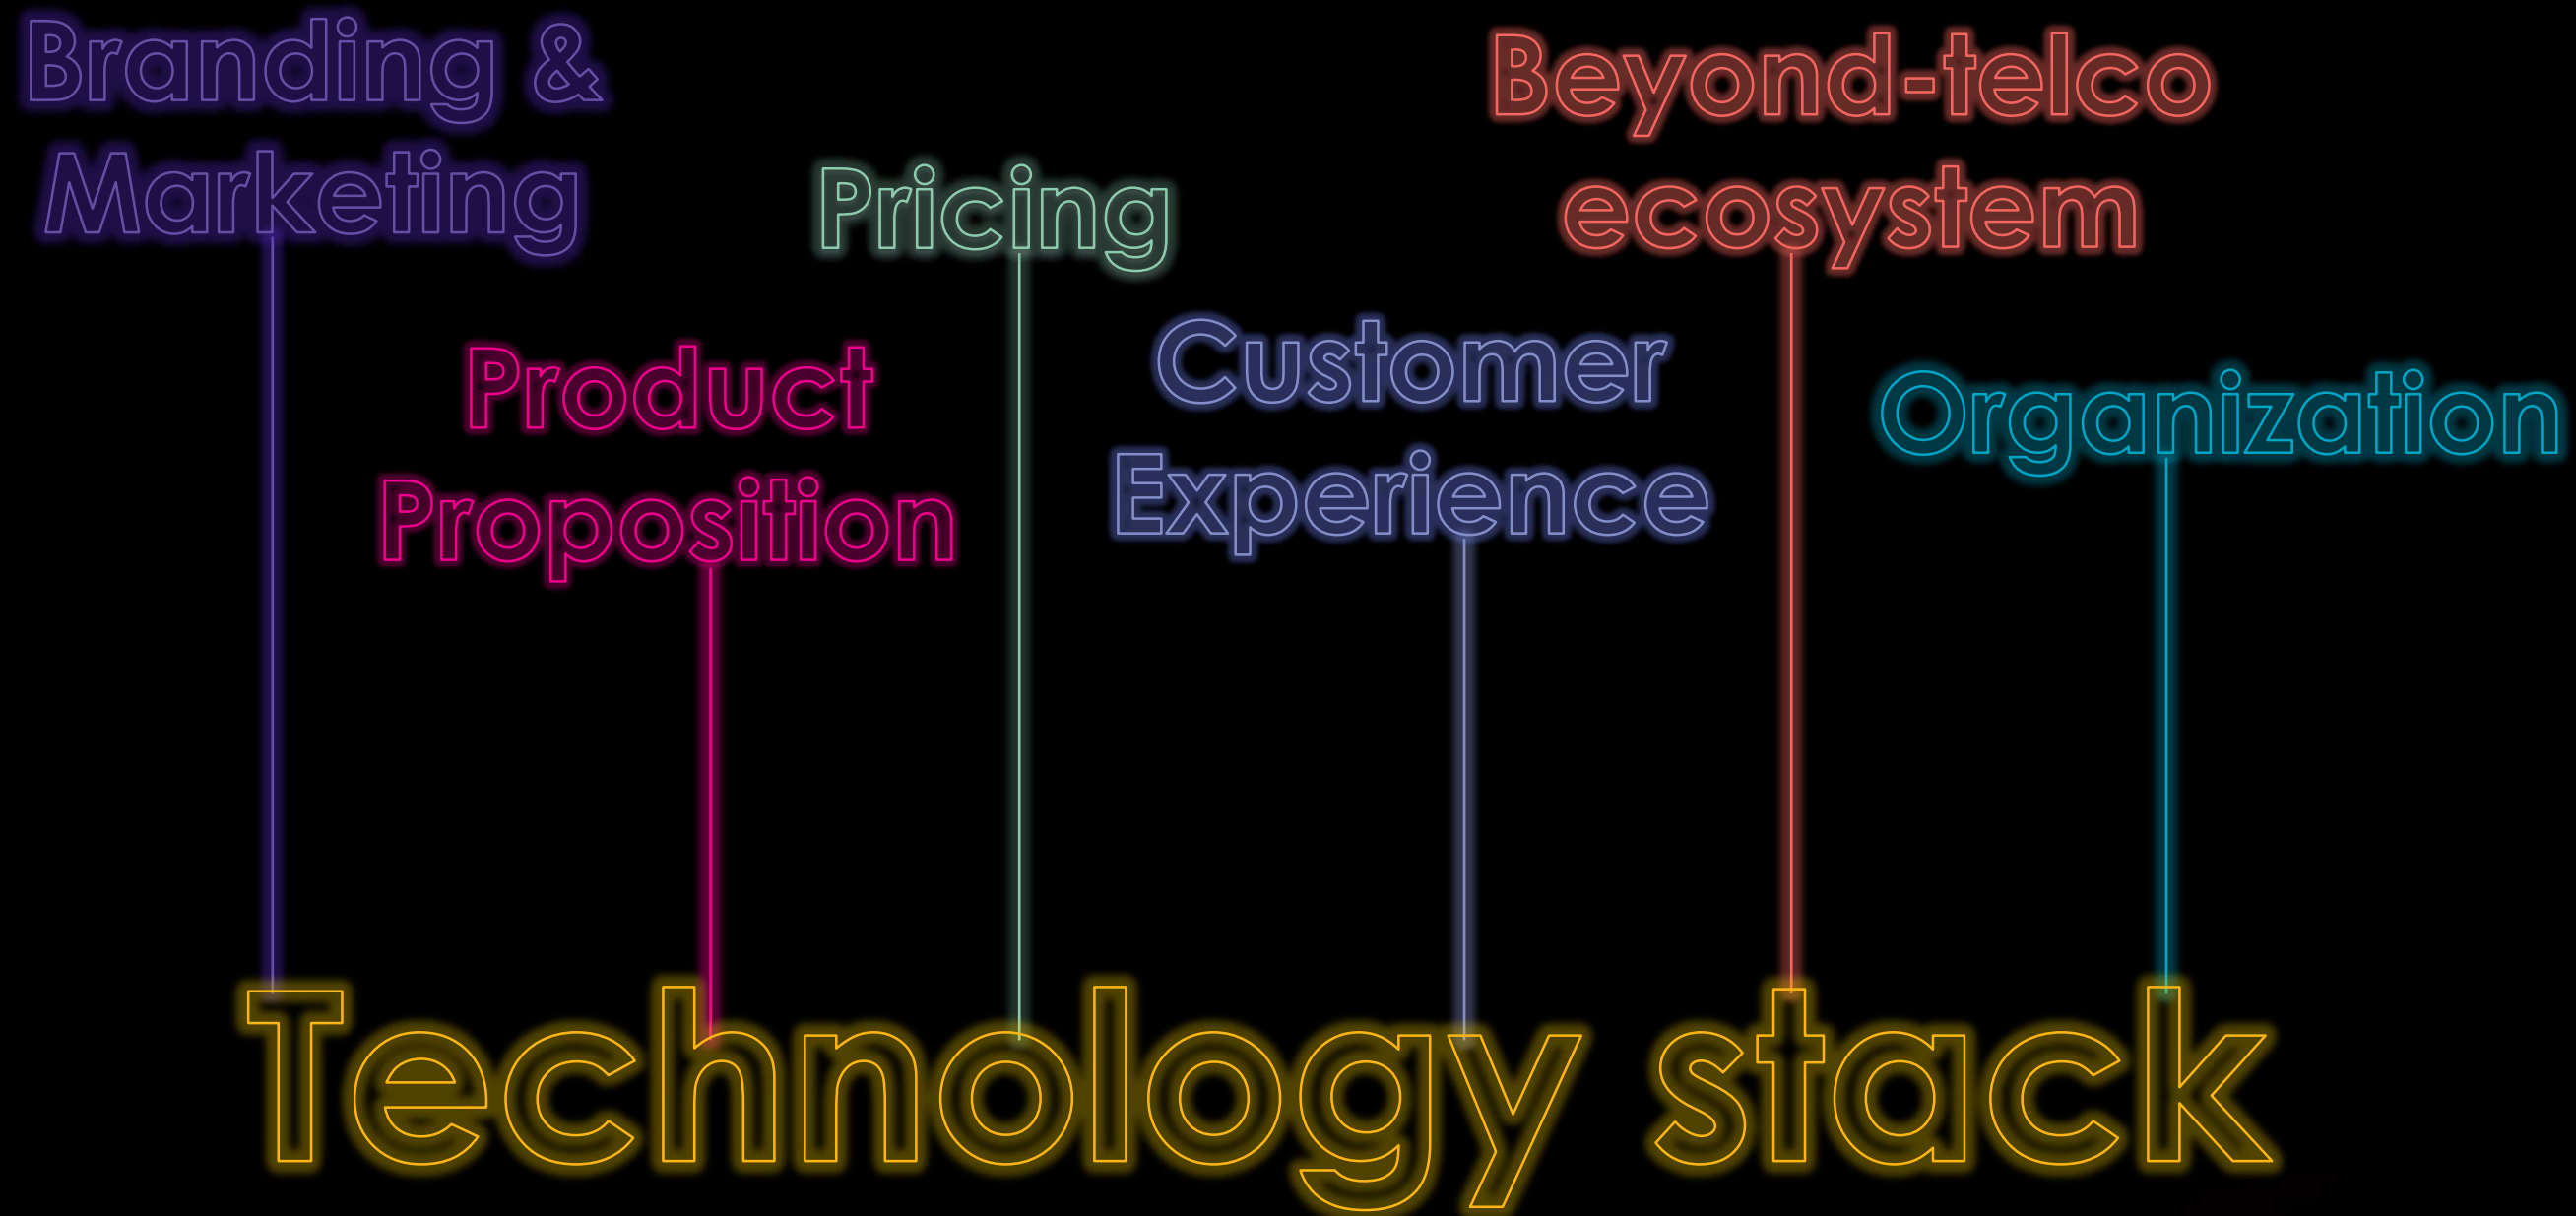 Branding &
Marketing
Product
Proposition
Pricing
Customer
Experience
Beyond-telco
ecosystem
Organization
Technology stack